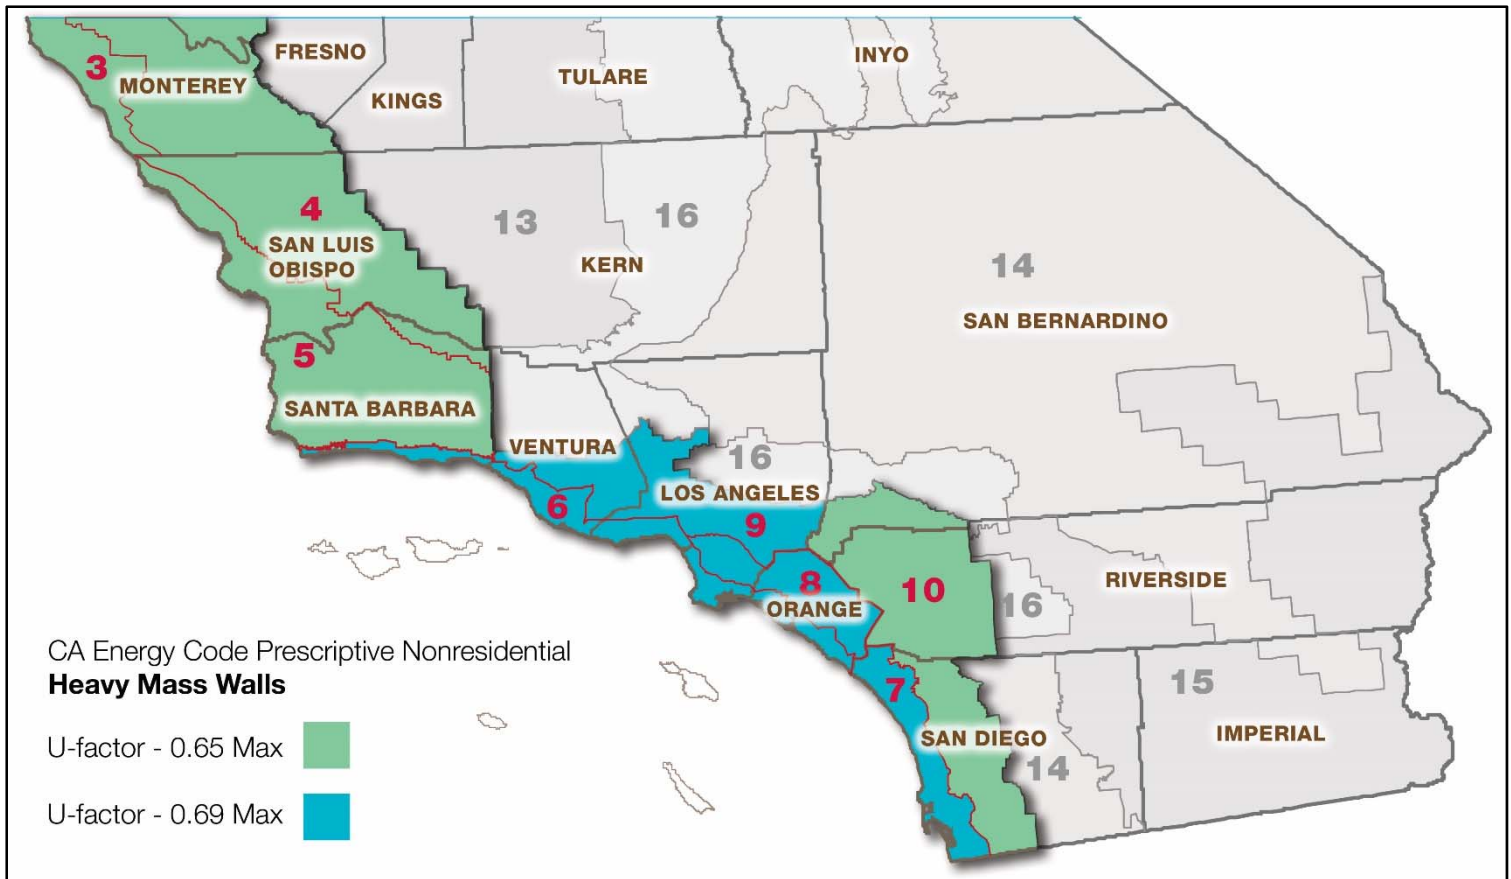 FRESNO
INYO
3
TULARE
MONTEREY
KINGS
4
13
16
SAN LUIS
OBISPO
KERN
14
SAN BERNARDINO
5
SANTA BARBARA
VENTURA
16
LOS ANGELES
6
9
8
10
RIVERSIDE
ORANGE
16
CA Energy Code Prescriptive Nonresidential
Heavy Mass Walls
7
15
U-factor - 0.65 Max
SAN DIEGO
IMPERIAL
14
U-factor - 0.69 Max